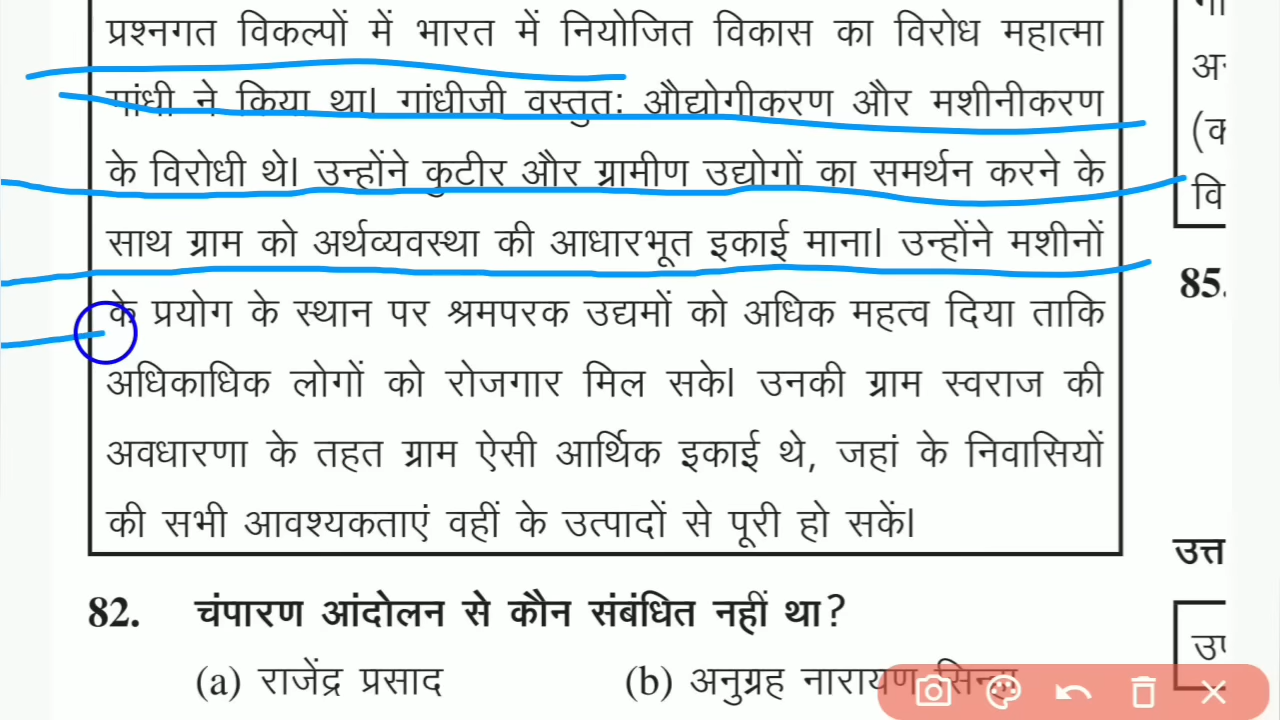 प्रश्नगत विकल्पों में भारत में नियोजित विकास का विरोध महात्मा
गांधी ने किया था। गांधीजी वस्तुतः औद्योगीकरण और मशीनीकरण
के विरोधी थे। उन्होंने कुटीर और ग्रामीण उद्योगों का समर्थन करने के
साथ ग्राम को अर्थव्यवस्था की आधारभूत इकाई माना। उन्होंने मशीनों
के प्रयोग के स्थान पर श्रमपरक उद्यमों को अधिक महत्व दिया ताकि
अधिकाधिक लोगों को रोजगार मिल सके। उनकी ग्राम स्वराज की
अवधारणा के तहत ग्राम ऐसी आर्थिक इकाई थे, जहां के निवासियों
की सभी आवश्यकताएं वहीं के उत्पादों से पूरी हो सकें।
82. चंपारण आंदोलन से कौन संबंधित नहीं था?
(a) राजेंद्र प्रसाद (b) अनुग्रह नारायण सिन्हा
(क
वि
85.
उत्त